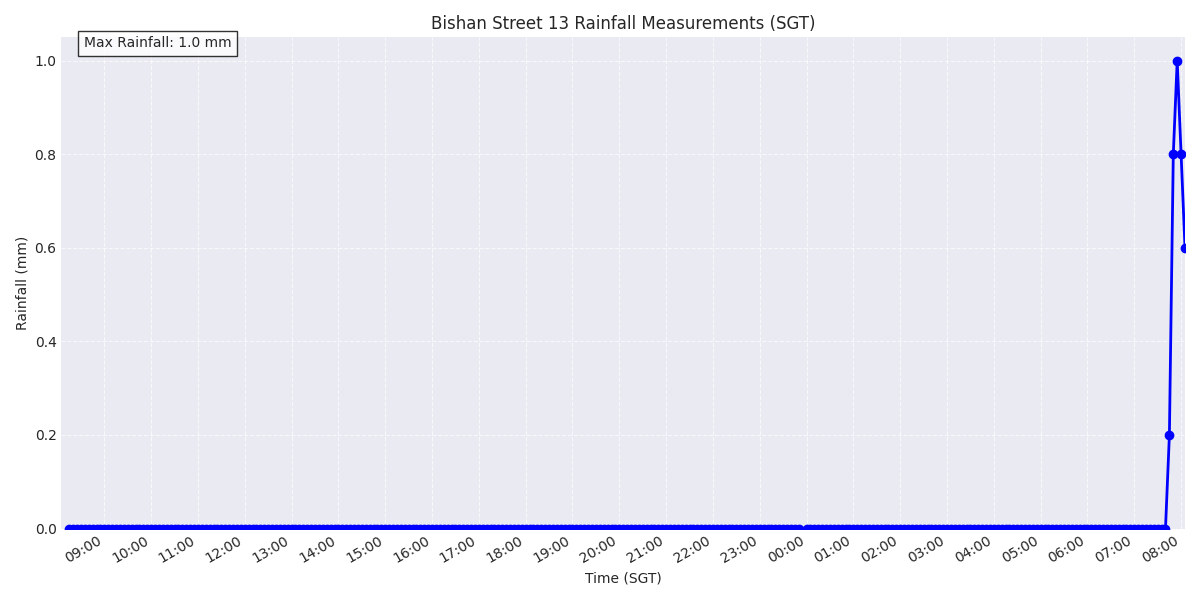 Bishan Street 13 Rainfall Measurements (SGT)
Max Rainfall: 1.0 mm
1.0
0.8
0.6
0.4
0.2
0.0
Rainfall (mm)
09:00 10:00 11:00 12:00 13:00 14:00 15:00 16:00 17:00 18:00 19:00 20:00 21:00 22:00 23:00 00:00 01:00 02:00 03:00 04:00 05:00 06:00 07:00 08:00
Time (SGT)